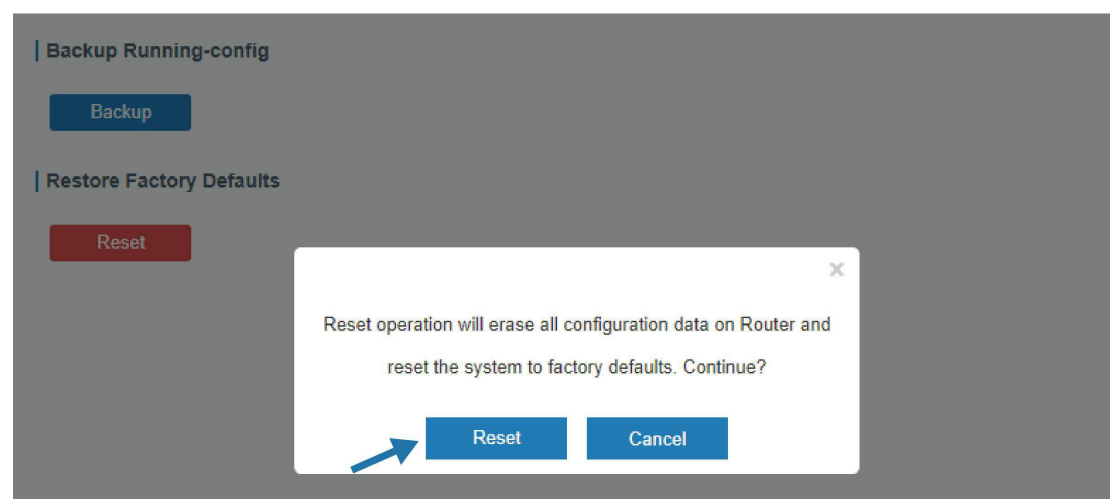 Backup Running-config
Backup
Restore Factory Defaults
Reset
×
Reset operation will erase all configuration data on Router and
reset the system to factory defaults. Continue?
Reset Cancel